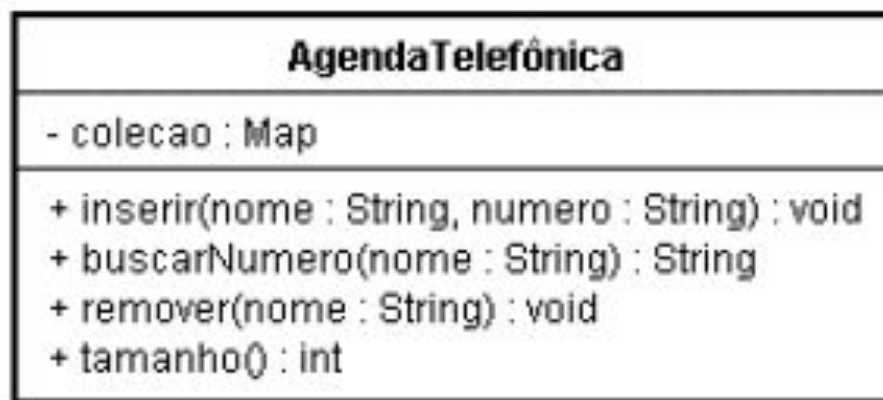 AgendaTelefônica
- colecao : Map
+ inserir(nome : String, numero : String) : void
+ buscarNumero(nome : String) : String
+ remover(nome : String) : void
+ tamanho() : int